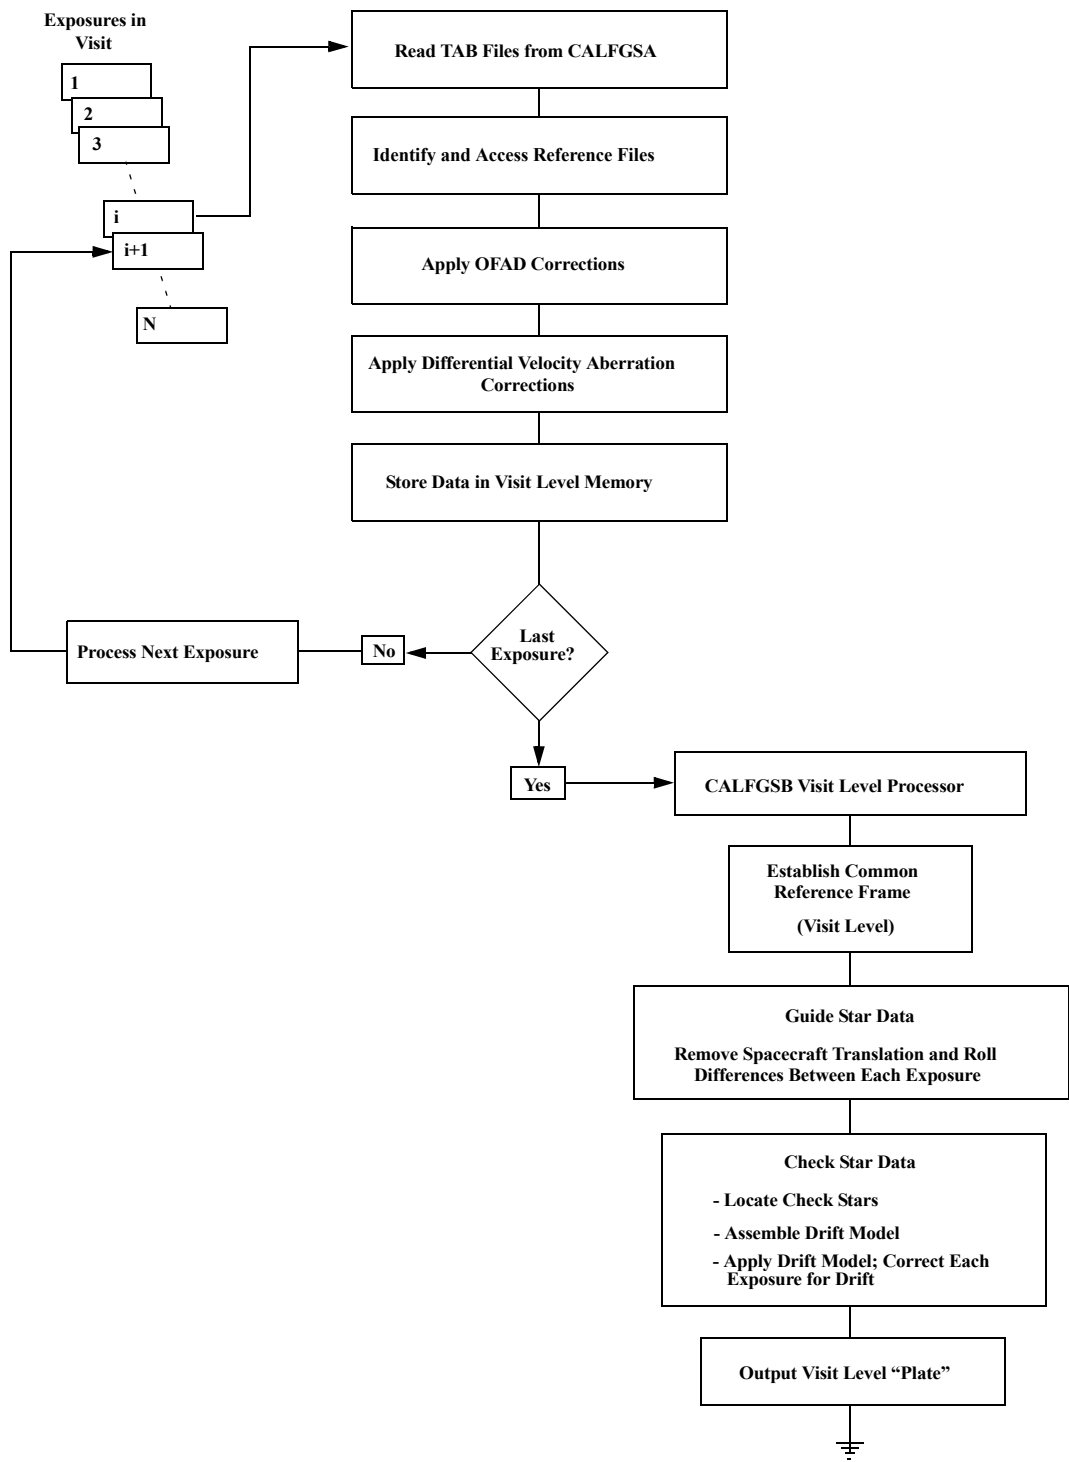 Exposures in
Visit
1
2
3
i
i+1
N
Read TAB Files from CALFGSA
Identify and Access Reference Files
Apply OFAD Corrections
Apply Differential Velocity Aberration
Corrections
Store Data in Visit Level Memory
Last
Exposure?
No
Process Next Exposure
Yes
CALFGSB Visit Level Processor
Establish Common
Reference Frame
(Visit Level)
Guide Star Data
Remove Spacecraft Translation and Roll
Differences Between Each Exposure
Check Star Data
- Locate Check Stars
- Assemble Drift Model
- Apply Drift Model; Correct Each
Exposure for Drift
Output Visit Level “Plate”